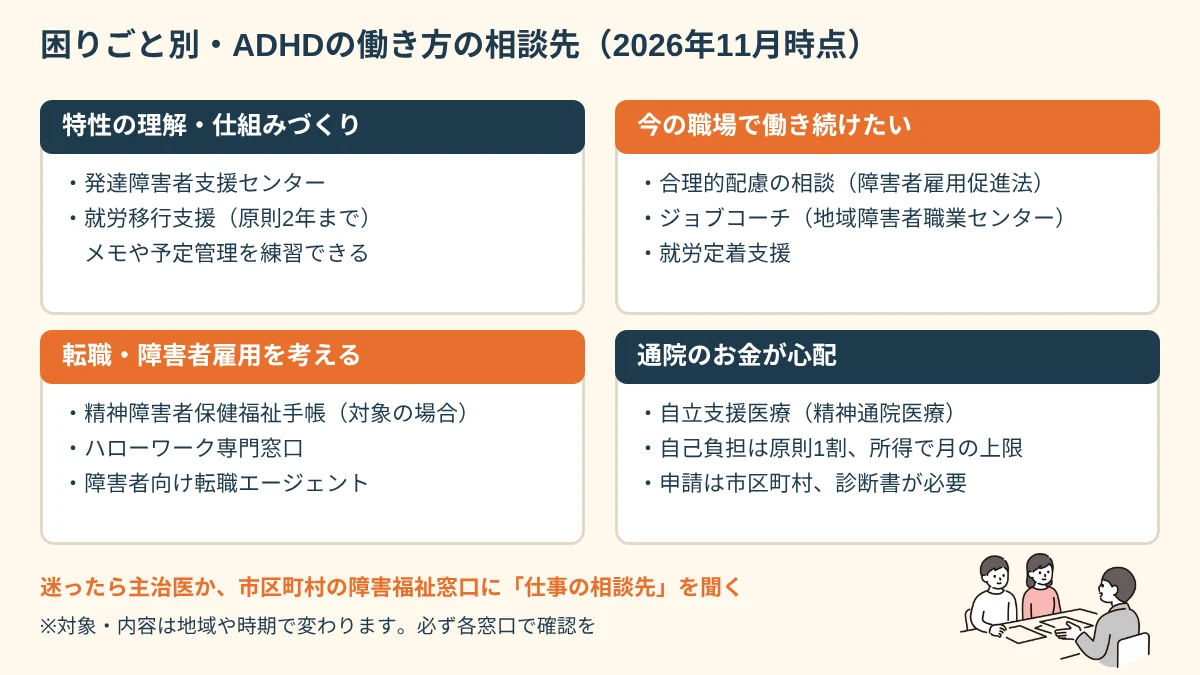 困りごと別・ADHDの働き方の相談先（2026年11月時点）
特性の理解・仕組みづくり
・発達障害者支援センター
・就労移行支援（原則2年まで）
メモや予定管理を練習できる
今の職場で働き続けたい
・合理的配慮の相談（障害者雇用促進法）
・ジョブコーチ（地域障害者職業センター）
・就労定着支援
転職・障害者雇用を考える
・精神障害者保健福祉手帳（対象の場合）
・ハローワーク専門窓口
・障害者向け転職エージェント
通院のお金が心配
・自立支援医療（精神通院医療）
・自己負担は原則1割、所得で月の上限
・申請は市区町村、診断書が必要
迷ったら主治医か、市区町村の障害福祉窓口に「仕事の相談先」を聞く
※対象・内容は地域や時期で変わります。必ず各窓口で確認を